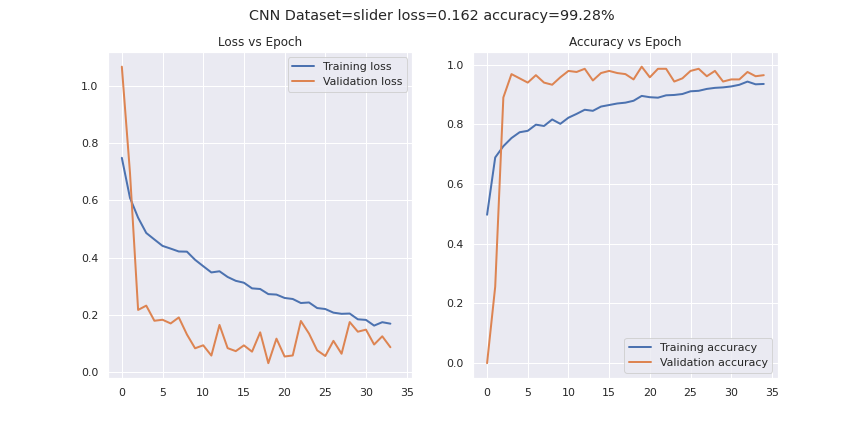 CNN Dataset=slider loss=0.162 accuracy=99.28%
Loss vs Epoch
Training loss
Validation loss
1.0
0.8
0.6
0.4
0.2
0.0
0 5 10 15 20 25 30 35
Accuracy vs Epoch
1.0
0.8
0.6
0.4
0.2
0.0
Training accuracy
Validation accuracy
0 5 10 15 20 25 30 35